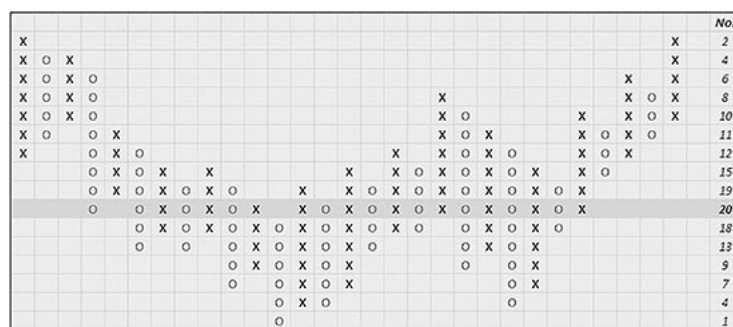 No.
X X 2
X O X X 4
X O X O X X 6
X O X O X X O X 8
X O X O X O X X O X 10
X O O X X O X X O X O 11
X O X O X X O X O X O X 12
O X O X X X X O X O X O X X O 15
O X O X O X O X X O X O X O X O X O X 19
O O X O X O X X O X O X O X O X O X O X 20
O X O X O X O X O X O X O O X O X O 18
O O O X O X O X O O X O X 13
O X O X O X O O X 9
O O X O X O X 7
O X O O 4
O 1